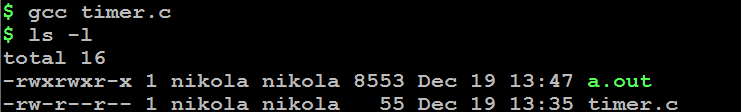 $ gcc timer.c
$ ls -l
total 16
-rwxrwxr-x 1 nikola nikola 8553 Dec 19 13:47 a.out
-rw-r--r-- 1 nikola nikola   55 Dec 19 13:35 timer.c